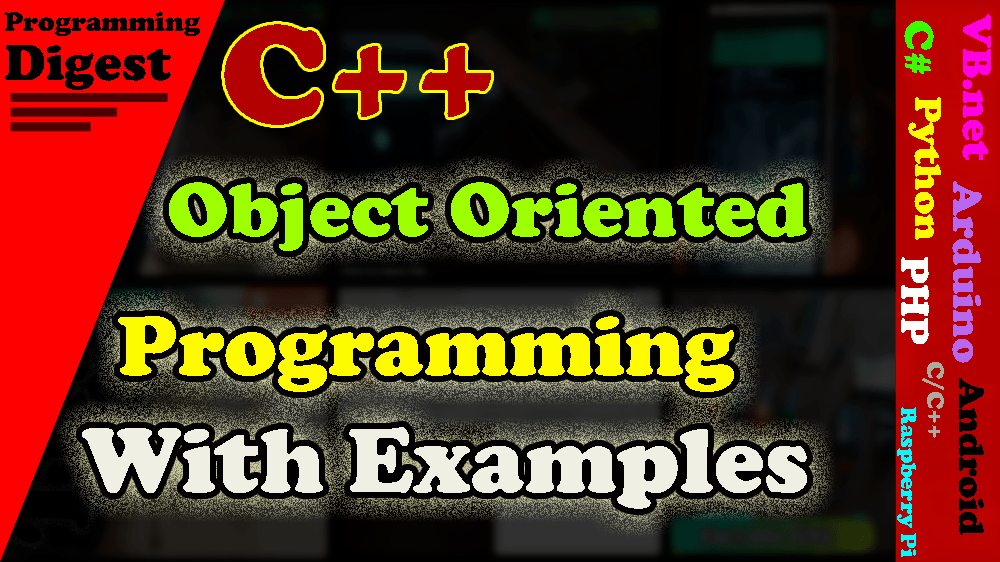 Programming
Digest
C++
Object Oriented
Programming
With Examples
VB.net Arduino Android
C# Python PHP C/C++ Raspberry Pi